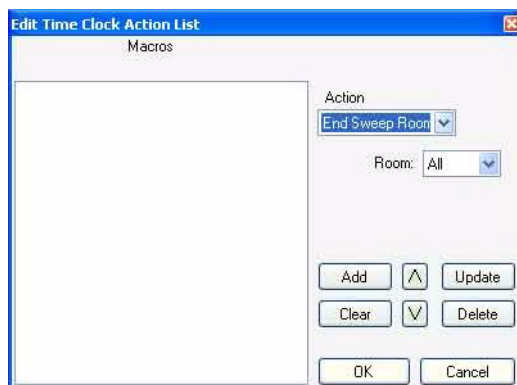 Edit Time Clock Action List
Macros
Action
End Sweep Roon
Room: All
Add
Update
Clear
Delete
OK
Cancel